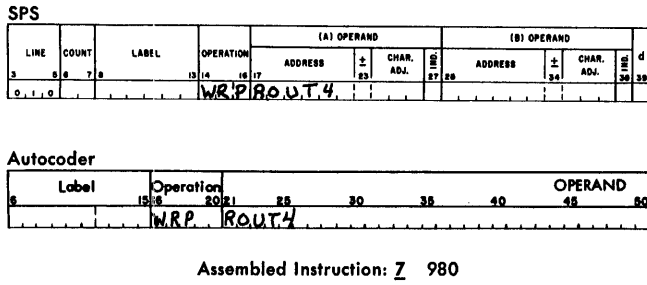 SPS
(A) OPERAND (B) OPERAND
LINE COUNT LABEL OPERATION ADDRESS ± CHAR. ADJ. IND. ADDRESS ± CHAR. ADJ. IND. d
3 5 6 7 8 13 14 16 17 23 27 28 34 38 39
0 1 0 WRP ROUT4
Autocoder
Label Operation OPERAND
6 15 16 20 21 25 30 35 40 45 50
WRP ROUT4
Assembled Instruction: 7 980